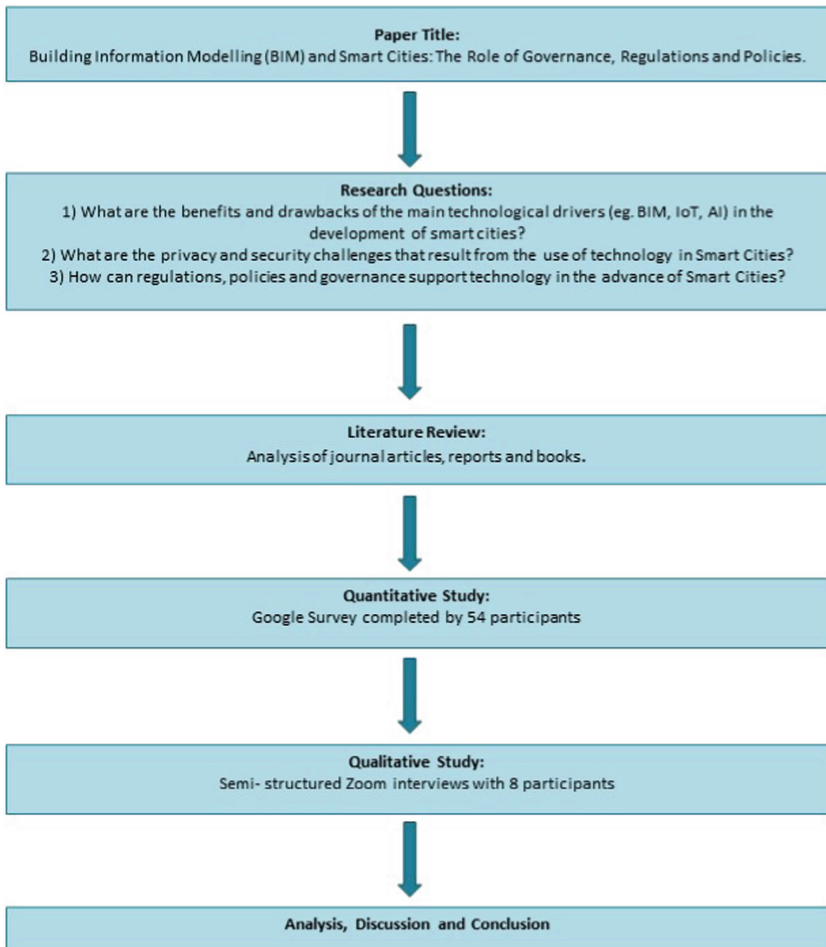 Paper Title:
Building Information Modelling (BIM) and Smart Cities: The Role of Governance, Regulations and Policies.
Research Questions:
1) What are the benefits and drawbacks of the main technological drivers (eg. BIM, IoT, AI) in the
development of smart cities?
2) What are the privacy and security challenges that result from the use of technology in Smart Cities?
3) How can regulations, policies and governance support technology in the advance of Smart Cities?
Literature Review:
Analysis of journal articles, reports and books.
Quantitative Study:
Google Survey completed by 54 participants
Qualitative Study:
Semi- structured Zoom interviews with 8 participants
Analysis, Discussion and Conclusion